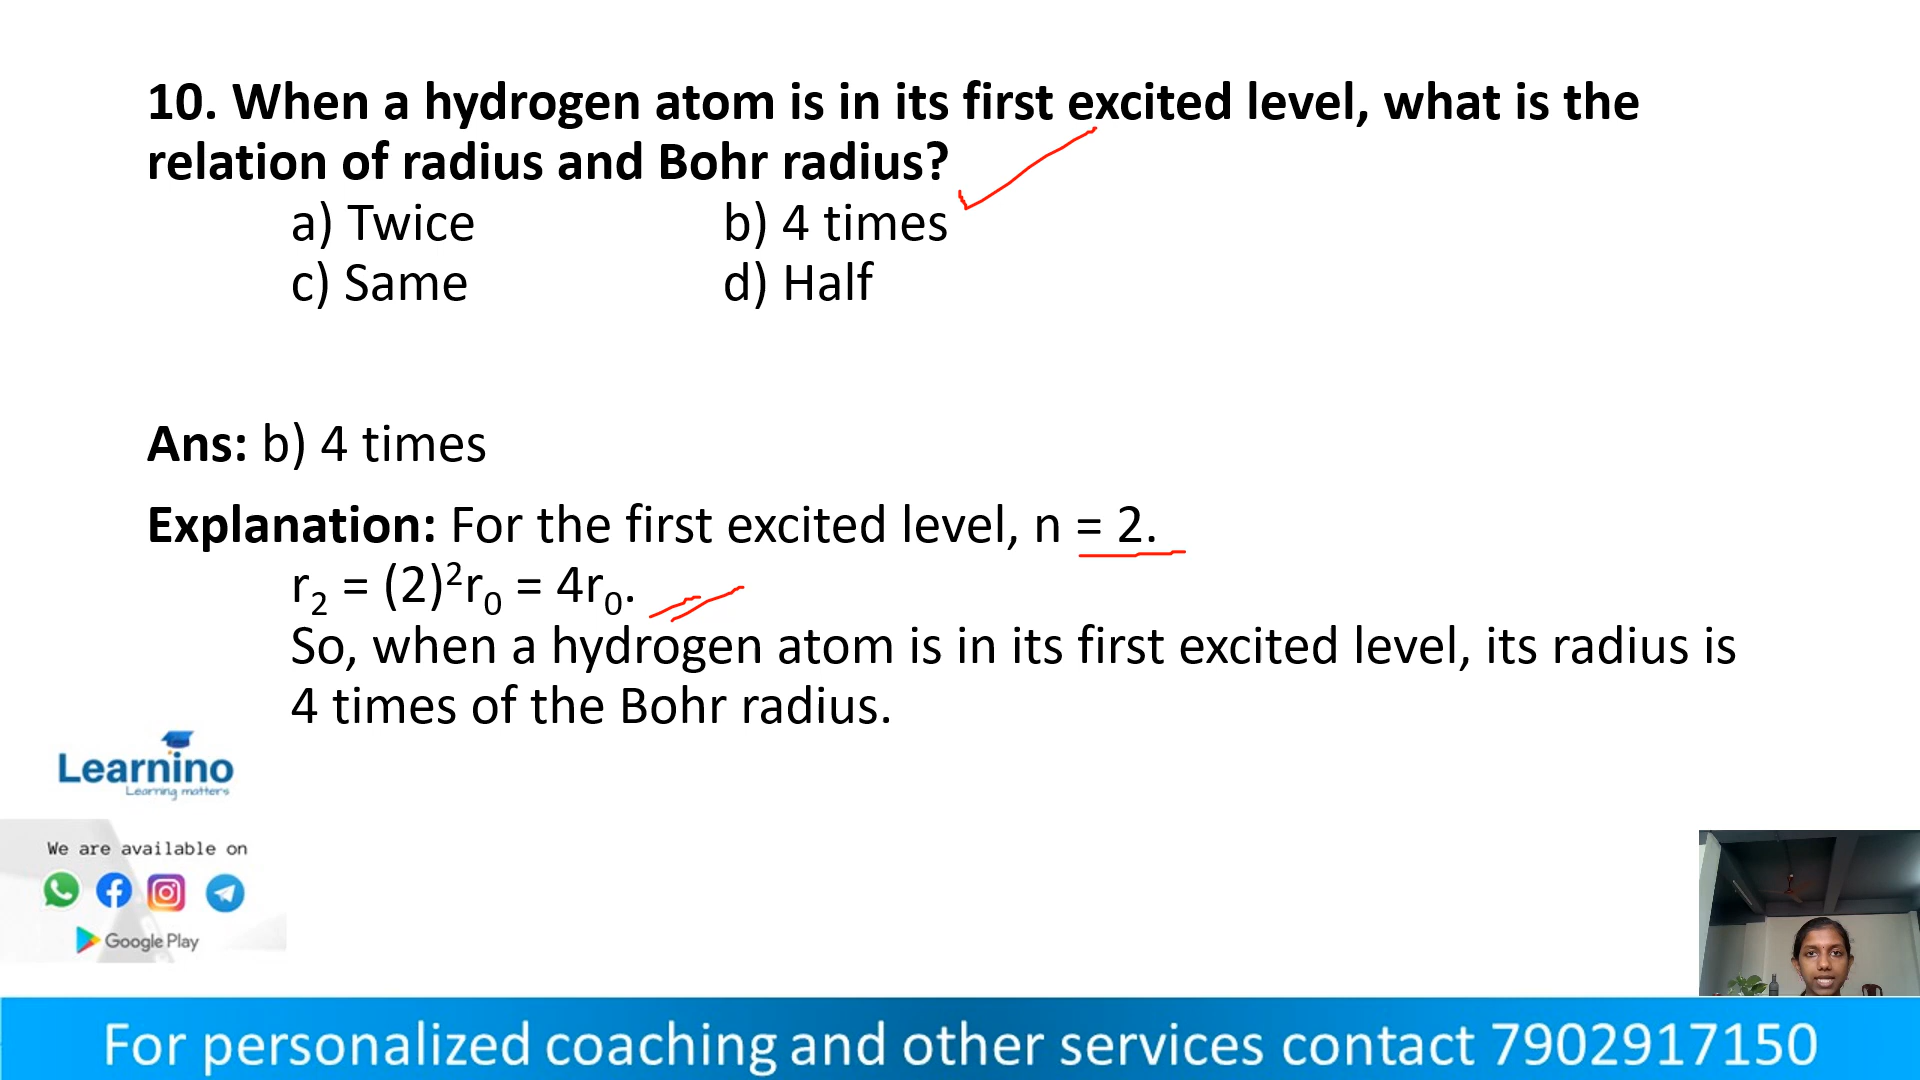 10. When a hydrogen atom is in its first excited level, what is the
relation of radius and Bohr radius?
a) Twice b) 4 times
c) Same d) Half
Ans: b) 4 times
Explanation: For the first excited level, n = 2.
r₂ = (2)²r₀ = 4r₀.
So, when a hydrogen atom is in its first excited level, its radius is
4 times of the Bohr radius.
Learnino
Learning matters
We are available on
Google Play
For personalized coaching and other services contact 7902917150